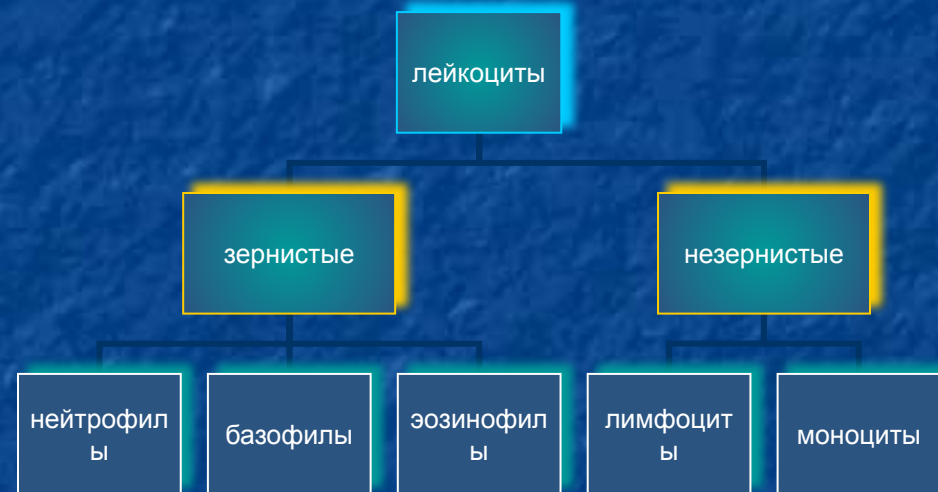 лейкоциты
зернистые
незернистые
нейтрофил
ы
базофилы
эозинофил
ы
лимфоцит
ы
моноциты